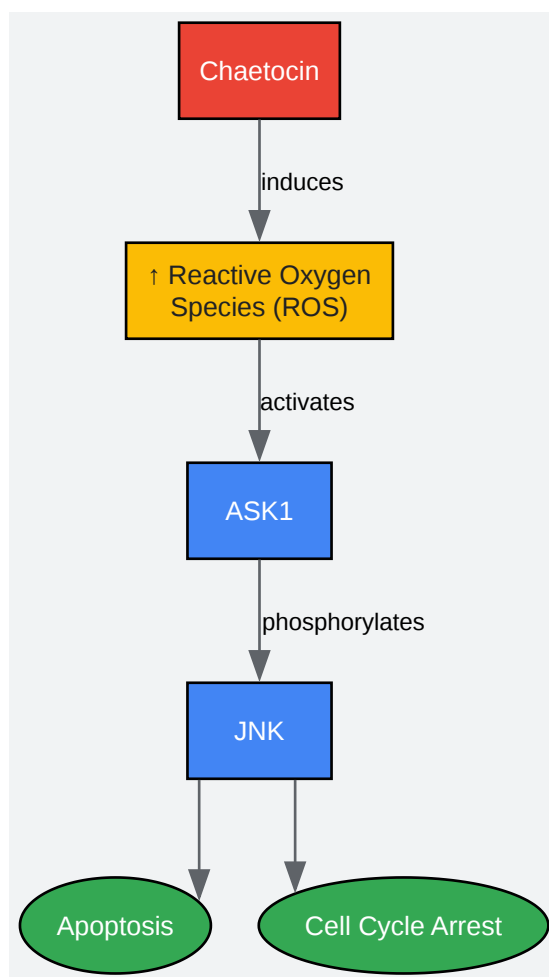 Chaetocin
induces
↑ Reactive Oxygen
Species (ROS)
activates
ASK1
phosphorylates
JNK
Apoptosis
Cell Cycle Arrest